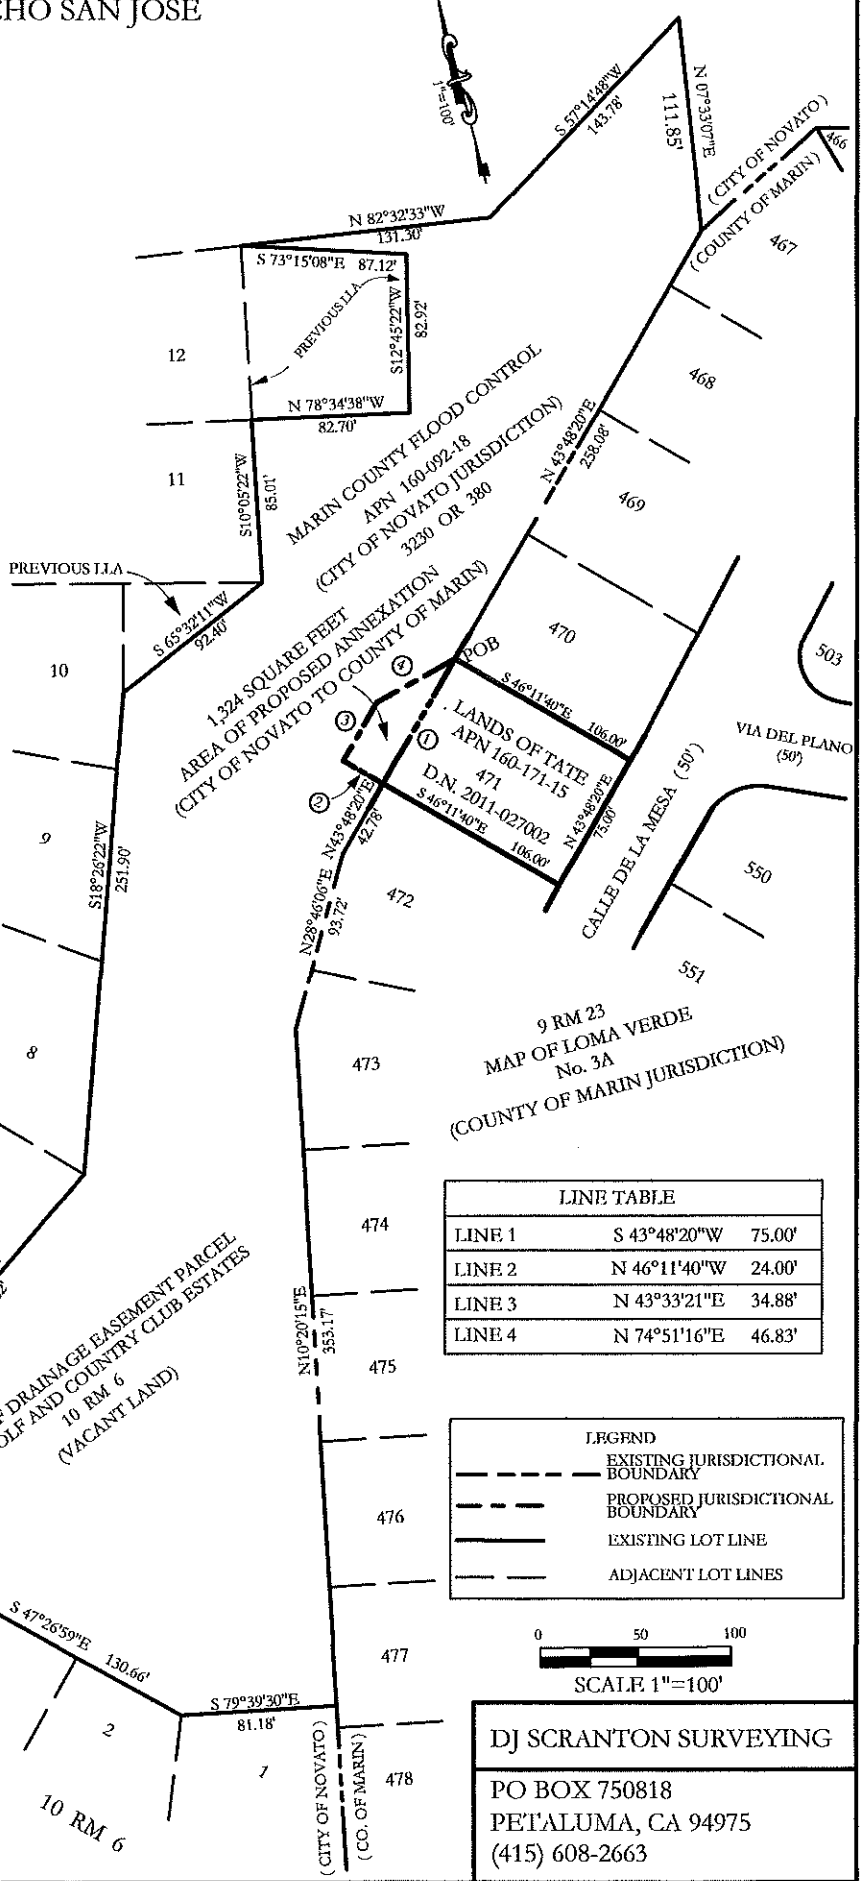 CHO SAN JOSE
1"=100'
S 57°14'48"W
143.78'
N 07°33'07"E
111.85'
(CITY OF NOVATO)
(COUNTY OF MARIN)
466
467
N 82°32'33"W
131.30'
S 73°15'08"E 87.12'
PREVIOUS LLA
S12°45'22"W
82.92'
12
N 78°34'38"W
82.70'
468
11
S10°05'22"W
85.01'
MARIN COUNTY FLOOD CONTROL
APN 160-092-18
(CITY OF NOVATO JURISDICTION)
3230 OR 380
N 43°48'20"E
258.08'
469
PREVIOUS LLA
S 65°32'11"W
92.40'
10
1,324 SQUARE FEET
AREA OF PROPOSED ANNEXATION
(CITY OF NOVATO TO COUNTY OF MARIN)
470
POB
503
4
3
1
2
S 46°11'40"E 106.00'
LANDS OF TATE
APN 160-171-15
471
D.N. 2011-027002
S 46°11'40"E
106.00'
N 43°48'20"E
75.00'
VIA DEL PLANO
(50')
CALLE DE LA MESA (50')
9
S18°26'22"W
251.90'
N43°48'20"E
42.78'
N28°46'06"E
93.72'
472
550
551
8
473
9 RM 23
MAP OF LOMA VERDE
No. 3A
(COUNTY OF MARIN JURISDICTION)
474
LINE TABLE
LINE 1 S 43°48'20"W 75.00'
LINE 2 N 46°11'40"W 24.00'
LINE 3 N 43°33'21"E 34.88'
LINE 4 N 74°51'16"E 46.83'
F DRAINAGE EASEMENT PARCEL
OLF AND COUNTRY CLUB ESTATES
10 RM 6
(VACANT LAND)
N10°20'15"E
353.17'
475
LEGEND
EXISTING JURISDICTIONAL
BOUNDARY
PROPOSED JURISDICTIONAL
BOUNDARY
EXISTING LOT LINE
ADJACENT LOT LINES
476
477
0 50 100
SCALE 1"=100'
S 47°26'59"E
130.66'
S 79°39'30"E
81.18'
2
1
10 RM 6
(CITY OF NOVATO)
(CO. OF MARIN)
478
DJ SCRANTON SURVEYING
PO BOX 750818
PETALUMA, CA 94975
(415) 608-2663